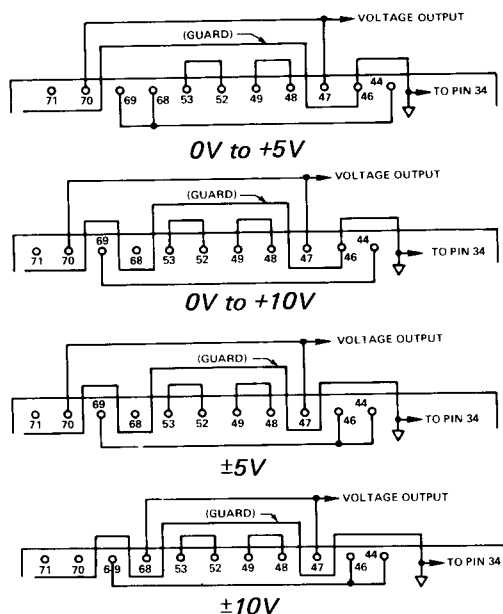 VOLTAGE OUTPUT
(GUARD)
71 70 69 68 53 52 49 48 47 46 44
TO PIN 34
0V to +5V
VOLTAGE OUTPUT
(GUARD)
71 70 69 68 53 52 49 48 47 46 44
TO PIN 34
0V to +10V
VOLTAGE OUTPUT
(GUARD)
71 70 69 68 53 52 49 48 47 46 44
TO PIN 34
±5V
VOLTAGE OUTPUT
(GUARD)
71 70 69 68 53 52 49 48 47 46 44
TO PIN 34
±10V